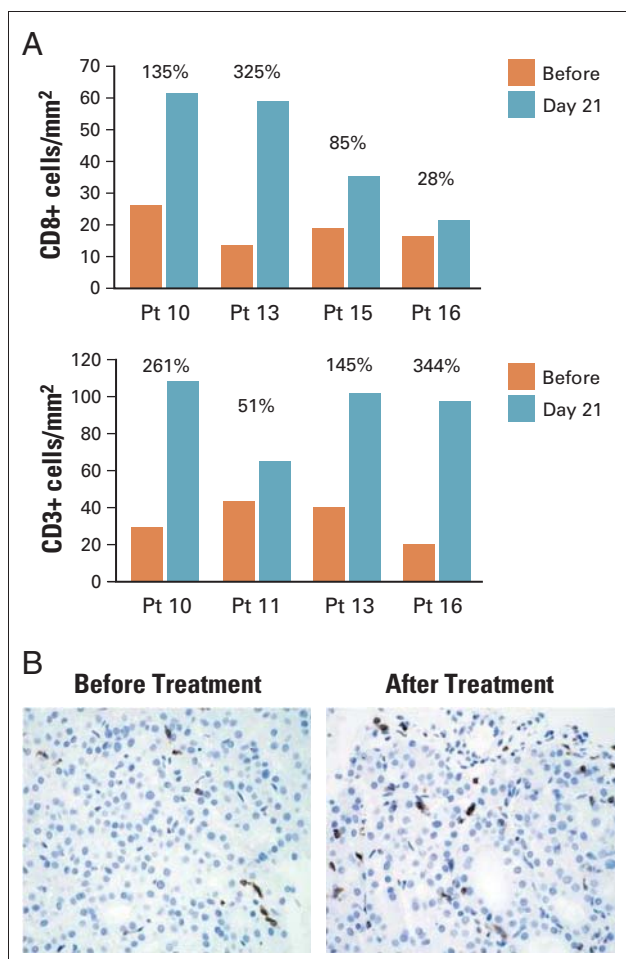 A
70
60
50
40
30
20
10
0
CD8+ cells/mm²
135% 325% 85% 28%
Before
Day 21
Pt 10 Pt 13 Pt 15 Pt 16
120
100
80
60
40
20
0
CD3+ cells/mm²
261% 51% 145% 344%
Before
Day 21
Pt 10 Pt 11 Pt 13 Pt 16
B
Before Treatment After Treatment